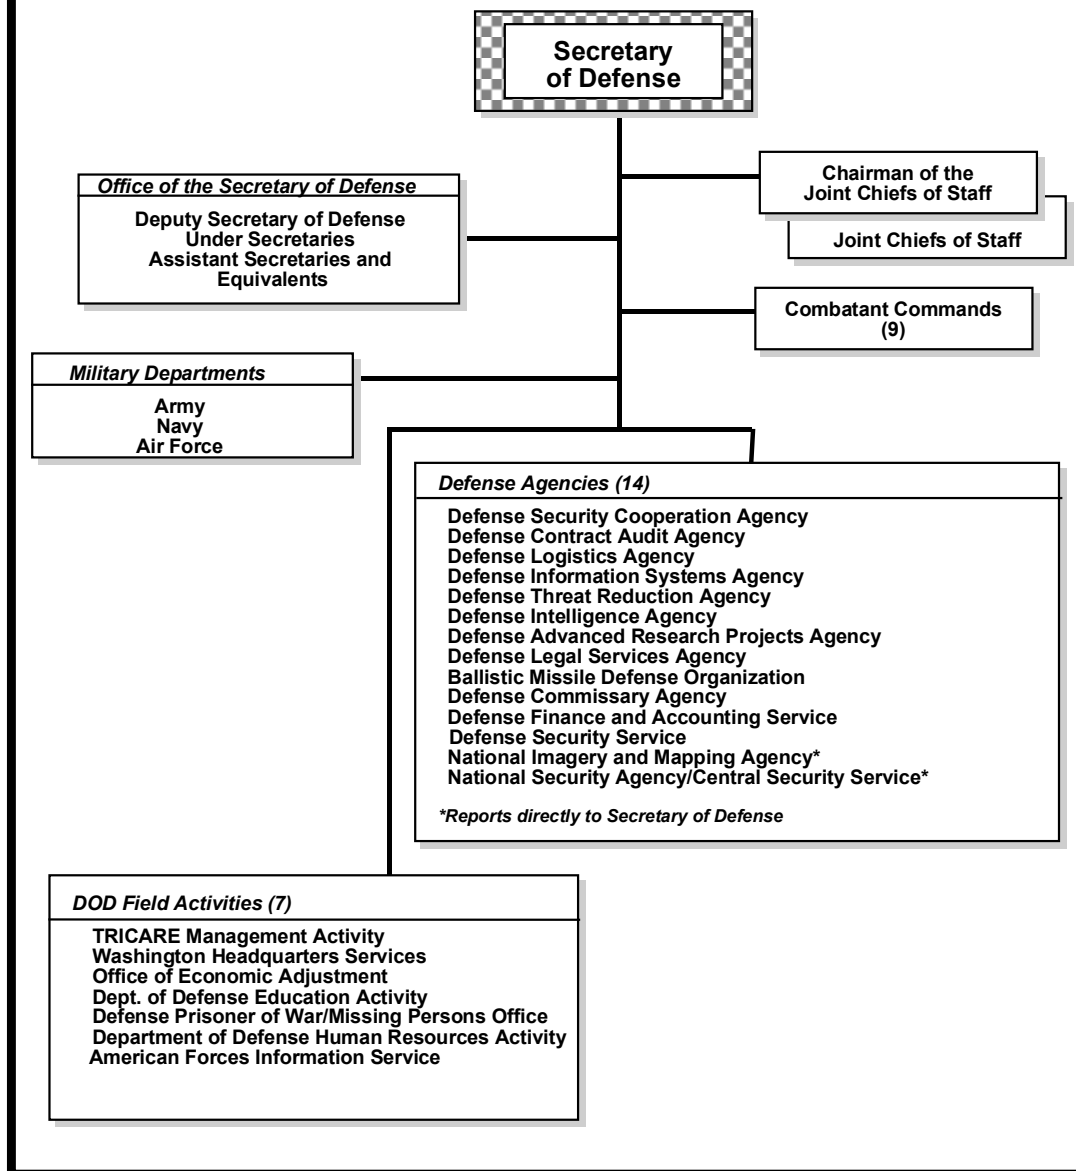 Secretary
of Defense
Office of the Secretary of Defense
Deputy Secretary of Defense
Under Secretaries
Assistant Secretaries and
Equivalents
Chairman of the
Joint Chiefs of Staff
Joint Chiefs of Staff
Combatant Commands
(9)
Military Departments
Army
Navy
Air Force
Defense Agencies (14)
Defense Security Cooperation Agency
Defense Contract Audit Agency
Defense Logistics Agency
Defense Information Systems Agency
Defense Threat Reduction Agency
Defense Intelligence Agency
Defense Advanced Research Projects Agency
Defense Legal Services Agency
Ballistic Missile Defense Organization
Defense Commissary Agency
Defense Finance and Accounting Service
Defense Security Service
National Imagery and Mapping Agency*
National Security Agency/Central Security Service*
*Reports directly to Secretary of Defense
DOD Field Activities (7)
TRICARE Management Activity
Washington Headquarters Services
Office of Economic Adjustment
Dept. of Defense Education Activity
Defense Prisoner of War/Missing Persons Office
Department of Defense Human Resources Activity
American Forces Information Service